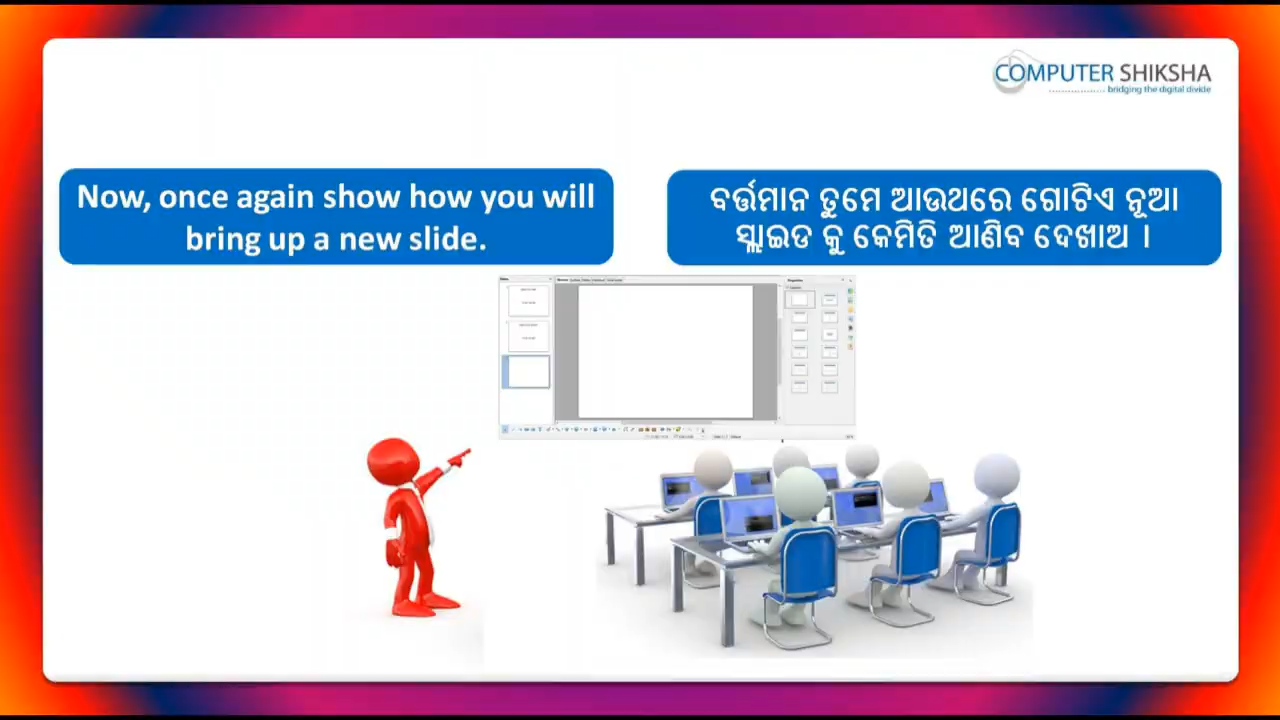 COMPUTER SHIKSHA
bridging the digital divide
Now, once again show how you will
bring up a new slide.
ବର୍ତ୍ତମାନ ତୁମେ ଆଉଥରେ ଗୋଟିଏ ନୂଆ
ସ୍ଲାଇଡ କୁ କେମିତି ଆଣିବ ଦେଖାଅ ।